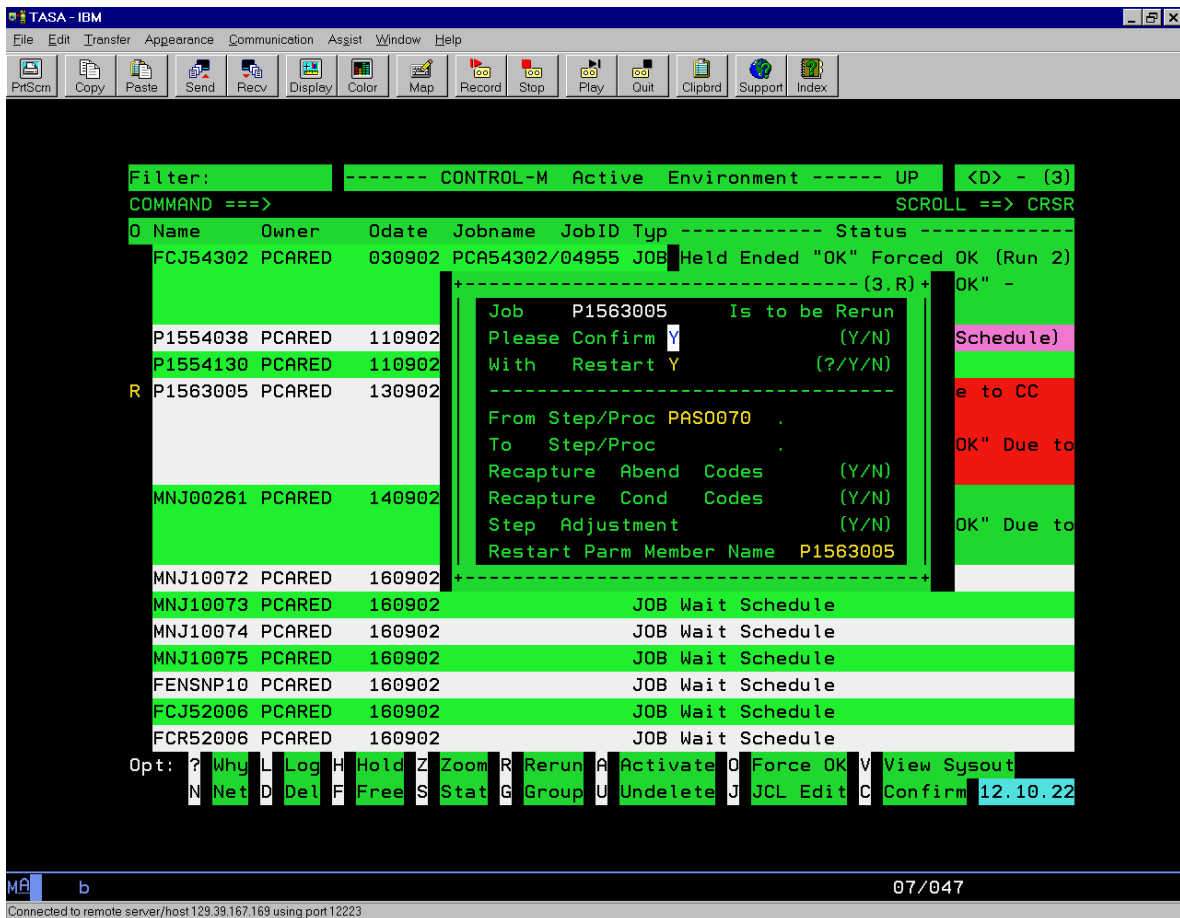 TASA - IBM
File Edit Transfer Appearance Communication Assist Window Help
PrtScrn Copy Paste Send Recv Display Color Map Record Stop Play Quit Clipbrd Support Index
Filter: ------- CONTROL-M Active Environment ------ UP <D> - (3)
COMMAND ===> SCROLL ==> CRSR
O Name Owner Odate Jobname JobID Typ ------------ Status -------------
FCJ54302 PCARED 030902 PCA54302/04955 JOB Held Ended "OK" Forced OK (Run 2)
+--------------------------------- (3.R) + OK" -
Job P1563005 Is to be Rerun
P1554038 PCARED 110902 Please Confirm Y (Y/N) Schedule)
P1554130 PCARED 110902 With Restart Y (?/Y/N)
R P1563005 PCARED 130902 ---------------------------------- e to CC
From Step/Proc PASO070 .
To Step/Proc . OK" Due to
Recapture Abend Codes (Y/N)
MNJ00261 PCARED 140902 Recapture Cond Codes (Y/N)
Step Adjustment (Y/N) OK" Due to
Restart Parm Member Name P1563005
MNJ10072 PCARED 160902 +--------------------------------------+
MNJ10073 PCARED 160902 JOB Wait Schedule
MNJ10074 PCARED 160902 JOB Wait Schedule
MNJ10075 PCARED 160902 JOB Wait Schedule
FENSNP10 PCARED 160902 JOB Wait Schedule
FCJ52006 PCARED 160902 JOB Wait Schedule
FCR52006 PCARED 160902 JOB Wait Schedule
Opt: ? Why L Log H Hold Z Zoom R Rerun A Activate O Force OK V View Sysout
N Net D Del F Free S Stat G Group U Undelete J JCL Edit C Confirm 12.10.22
MA b 07/047
Connected to remote server/host 129.39.167.169 using port 12223